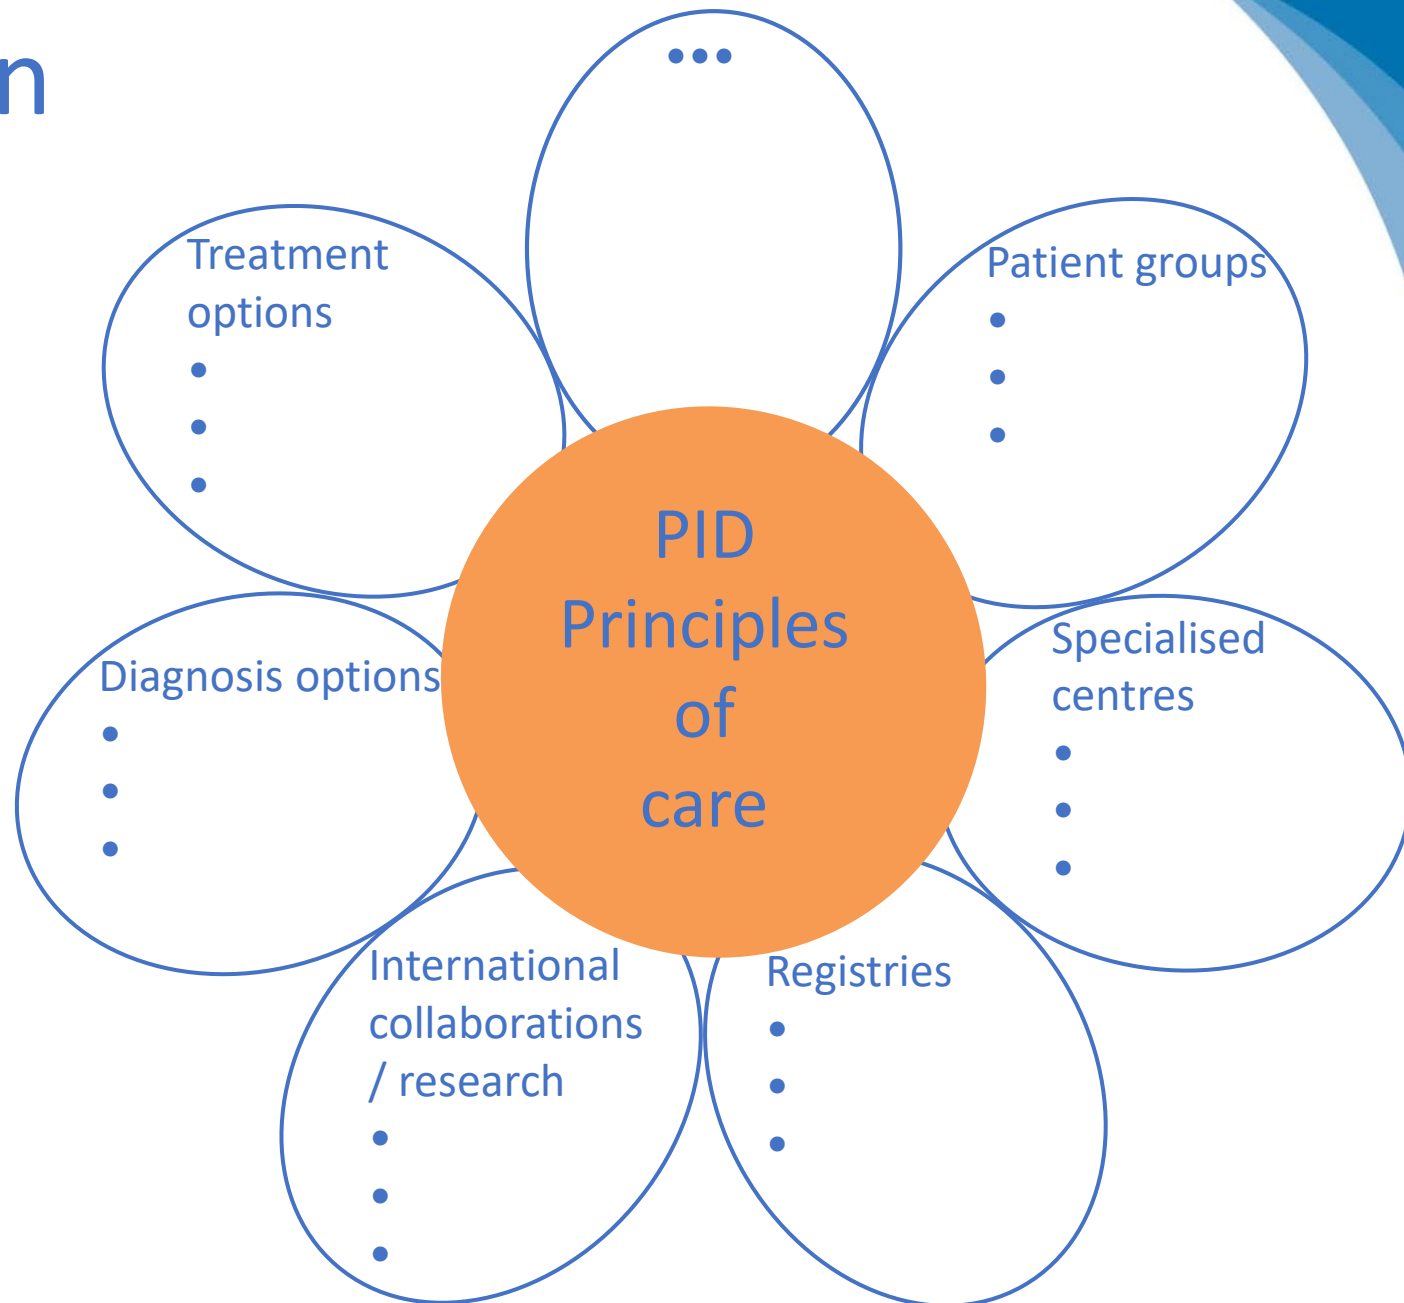 n
...
Treatment
options
•
•
•
Patient groups
•
•
•
PID
Principles
of
care
Diagnosis options
•
•
•
Specialised
centres
•
•
•
International
collaborations
/ research
•
•
•
Registries
•
•
•